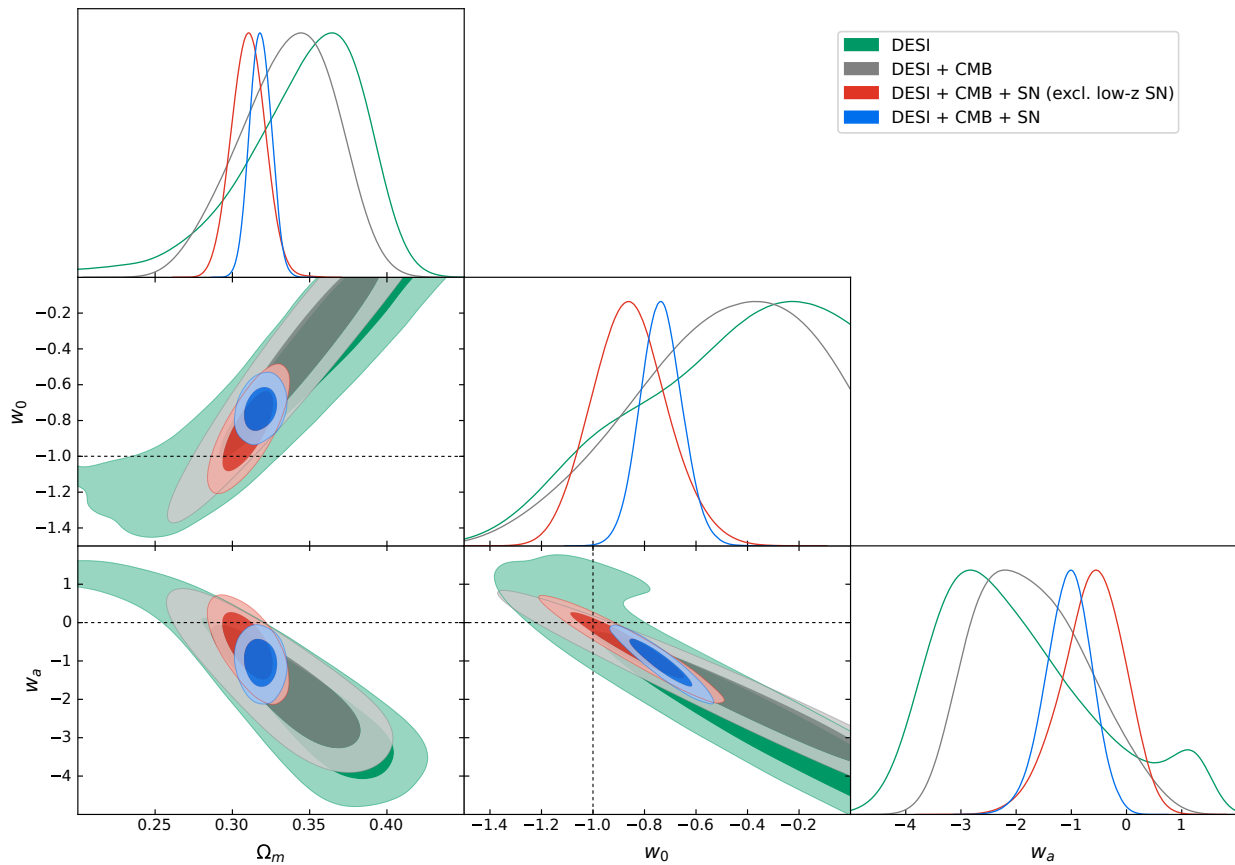 DESI
DESI + CMB
DESI + CMB + SN (excl. low-z SN)
DESI + CMB + SN
−0.2
−0.4
−0.6
−0.8
−1.0
−1.2
−1.4
w₀
1
0
−1
−2
−3
−4
wₐ
0.25 0.30 0.35 0.40
Ωₘ
−1.4 −1.2 −1.0 −0.8 −0.6 −0.4 −0.2
w₀
−4 −3 −2 −1 0 1
wₐ